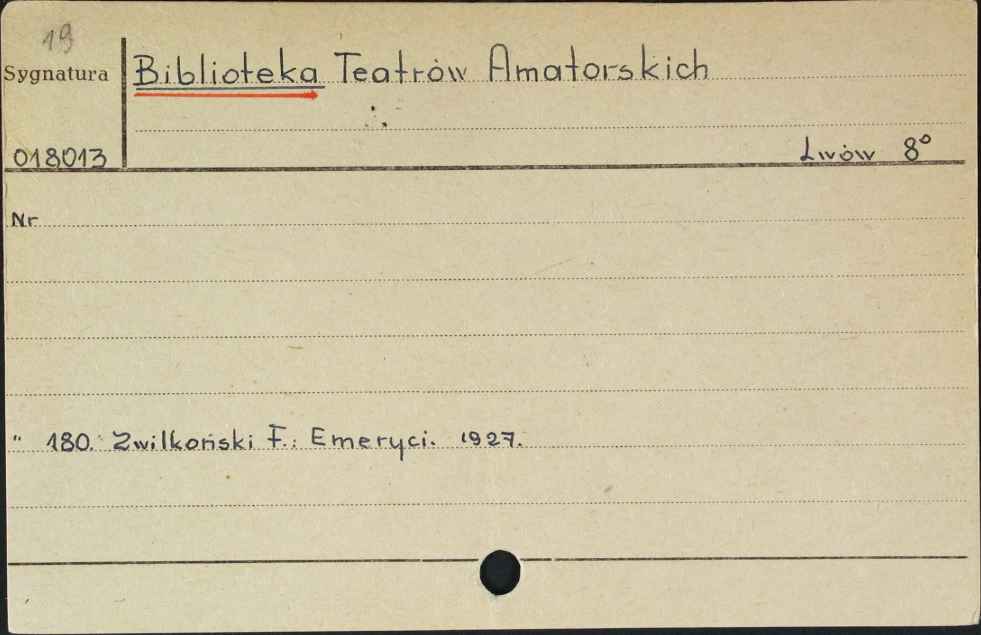 19
Sygnatura Biblioteka Teatrów Amatorskich
018013 Lwów 8°
Nr
" 180. Zwilkoński F.: Emeryci. 1927.